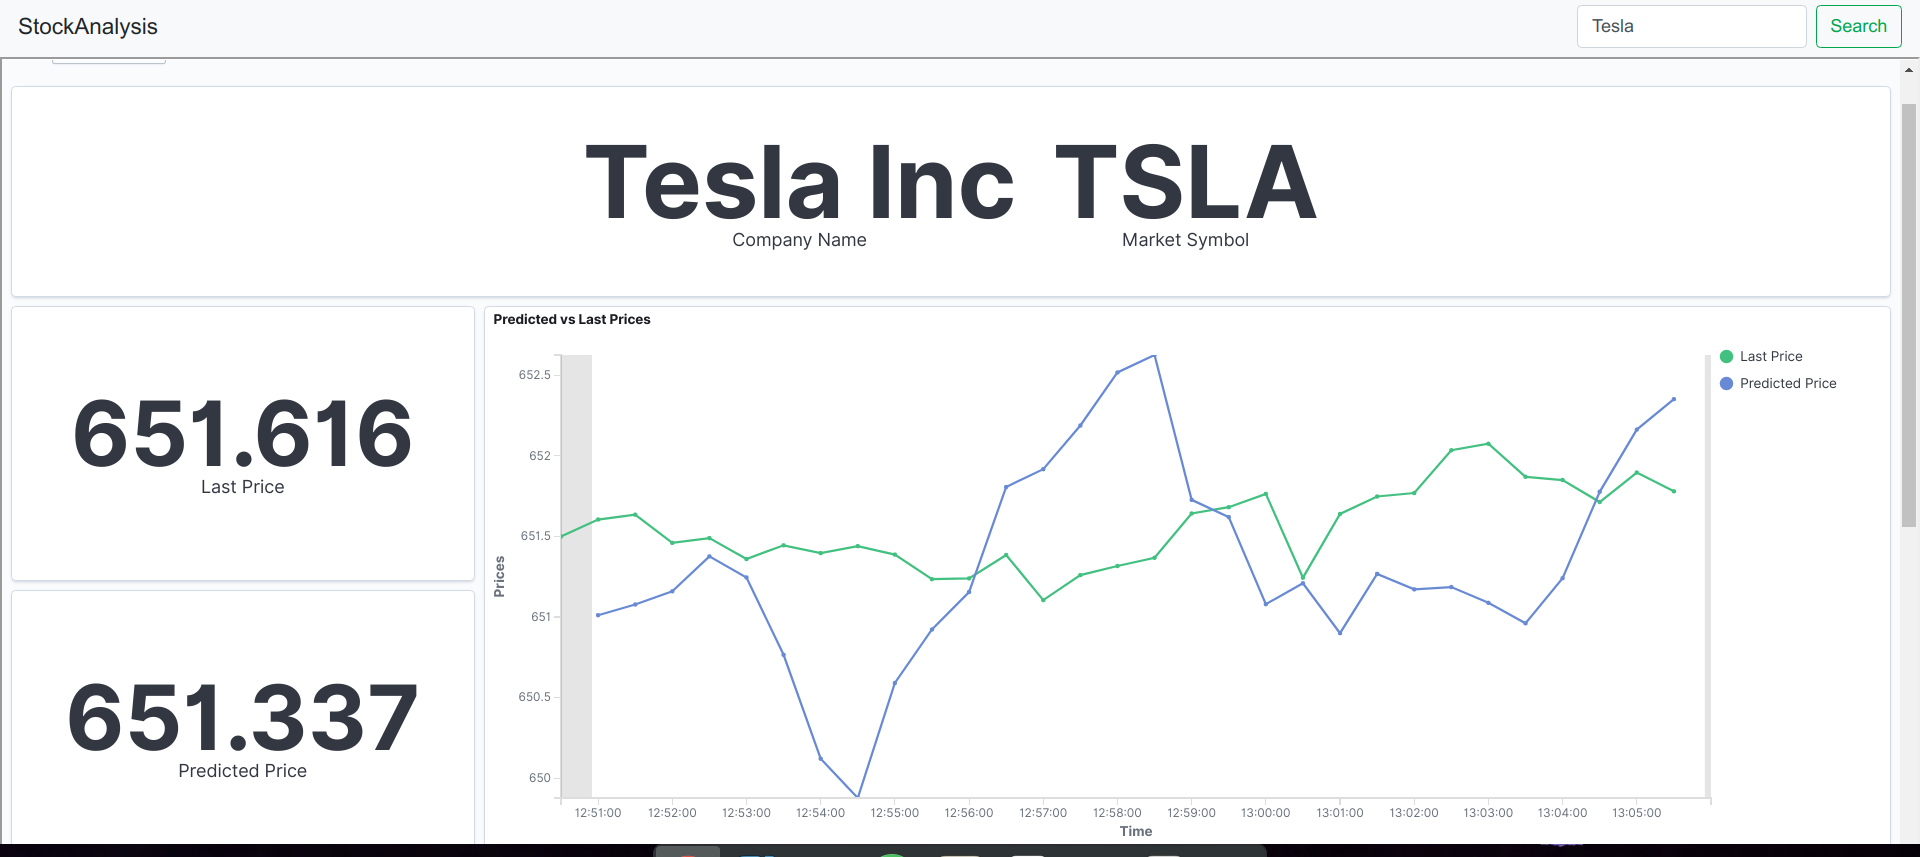 StockAnalysis
Tesla
Search
Tesla Inc
Company Name
TSLA
Market Symbol
651.616
Last Price
651.337
Predicted Price
Predicted vs Last Prices
Last Price
Predicted Price
652.5
652
651.5
651
650.5
650
Prices
12:51:00 12:52:00 12:53:00 12:54:00 12:55:00 12:56:00 12:57:00 12:58:00 12:59:00 13:00:00 13:01:00 13:02:00 13:03:00 13:04:00 13:05:00
Time